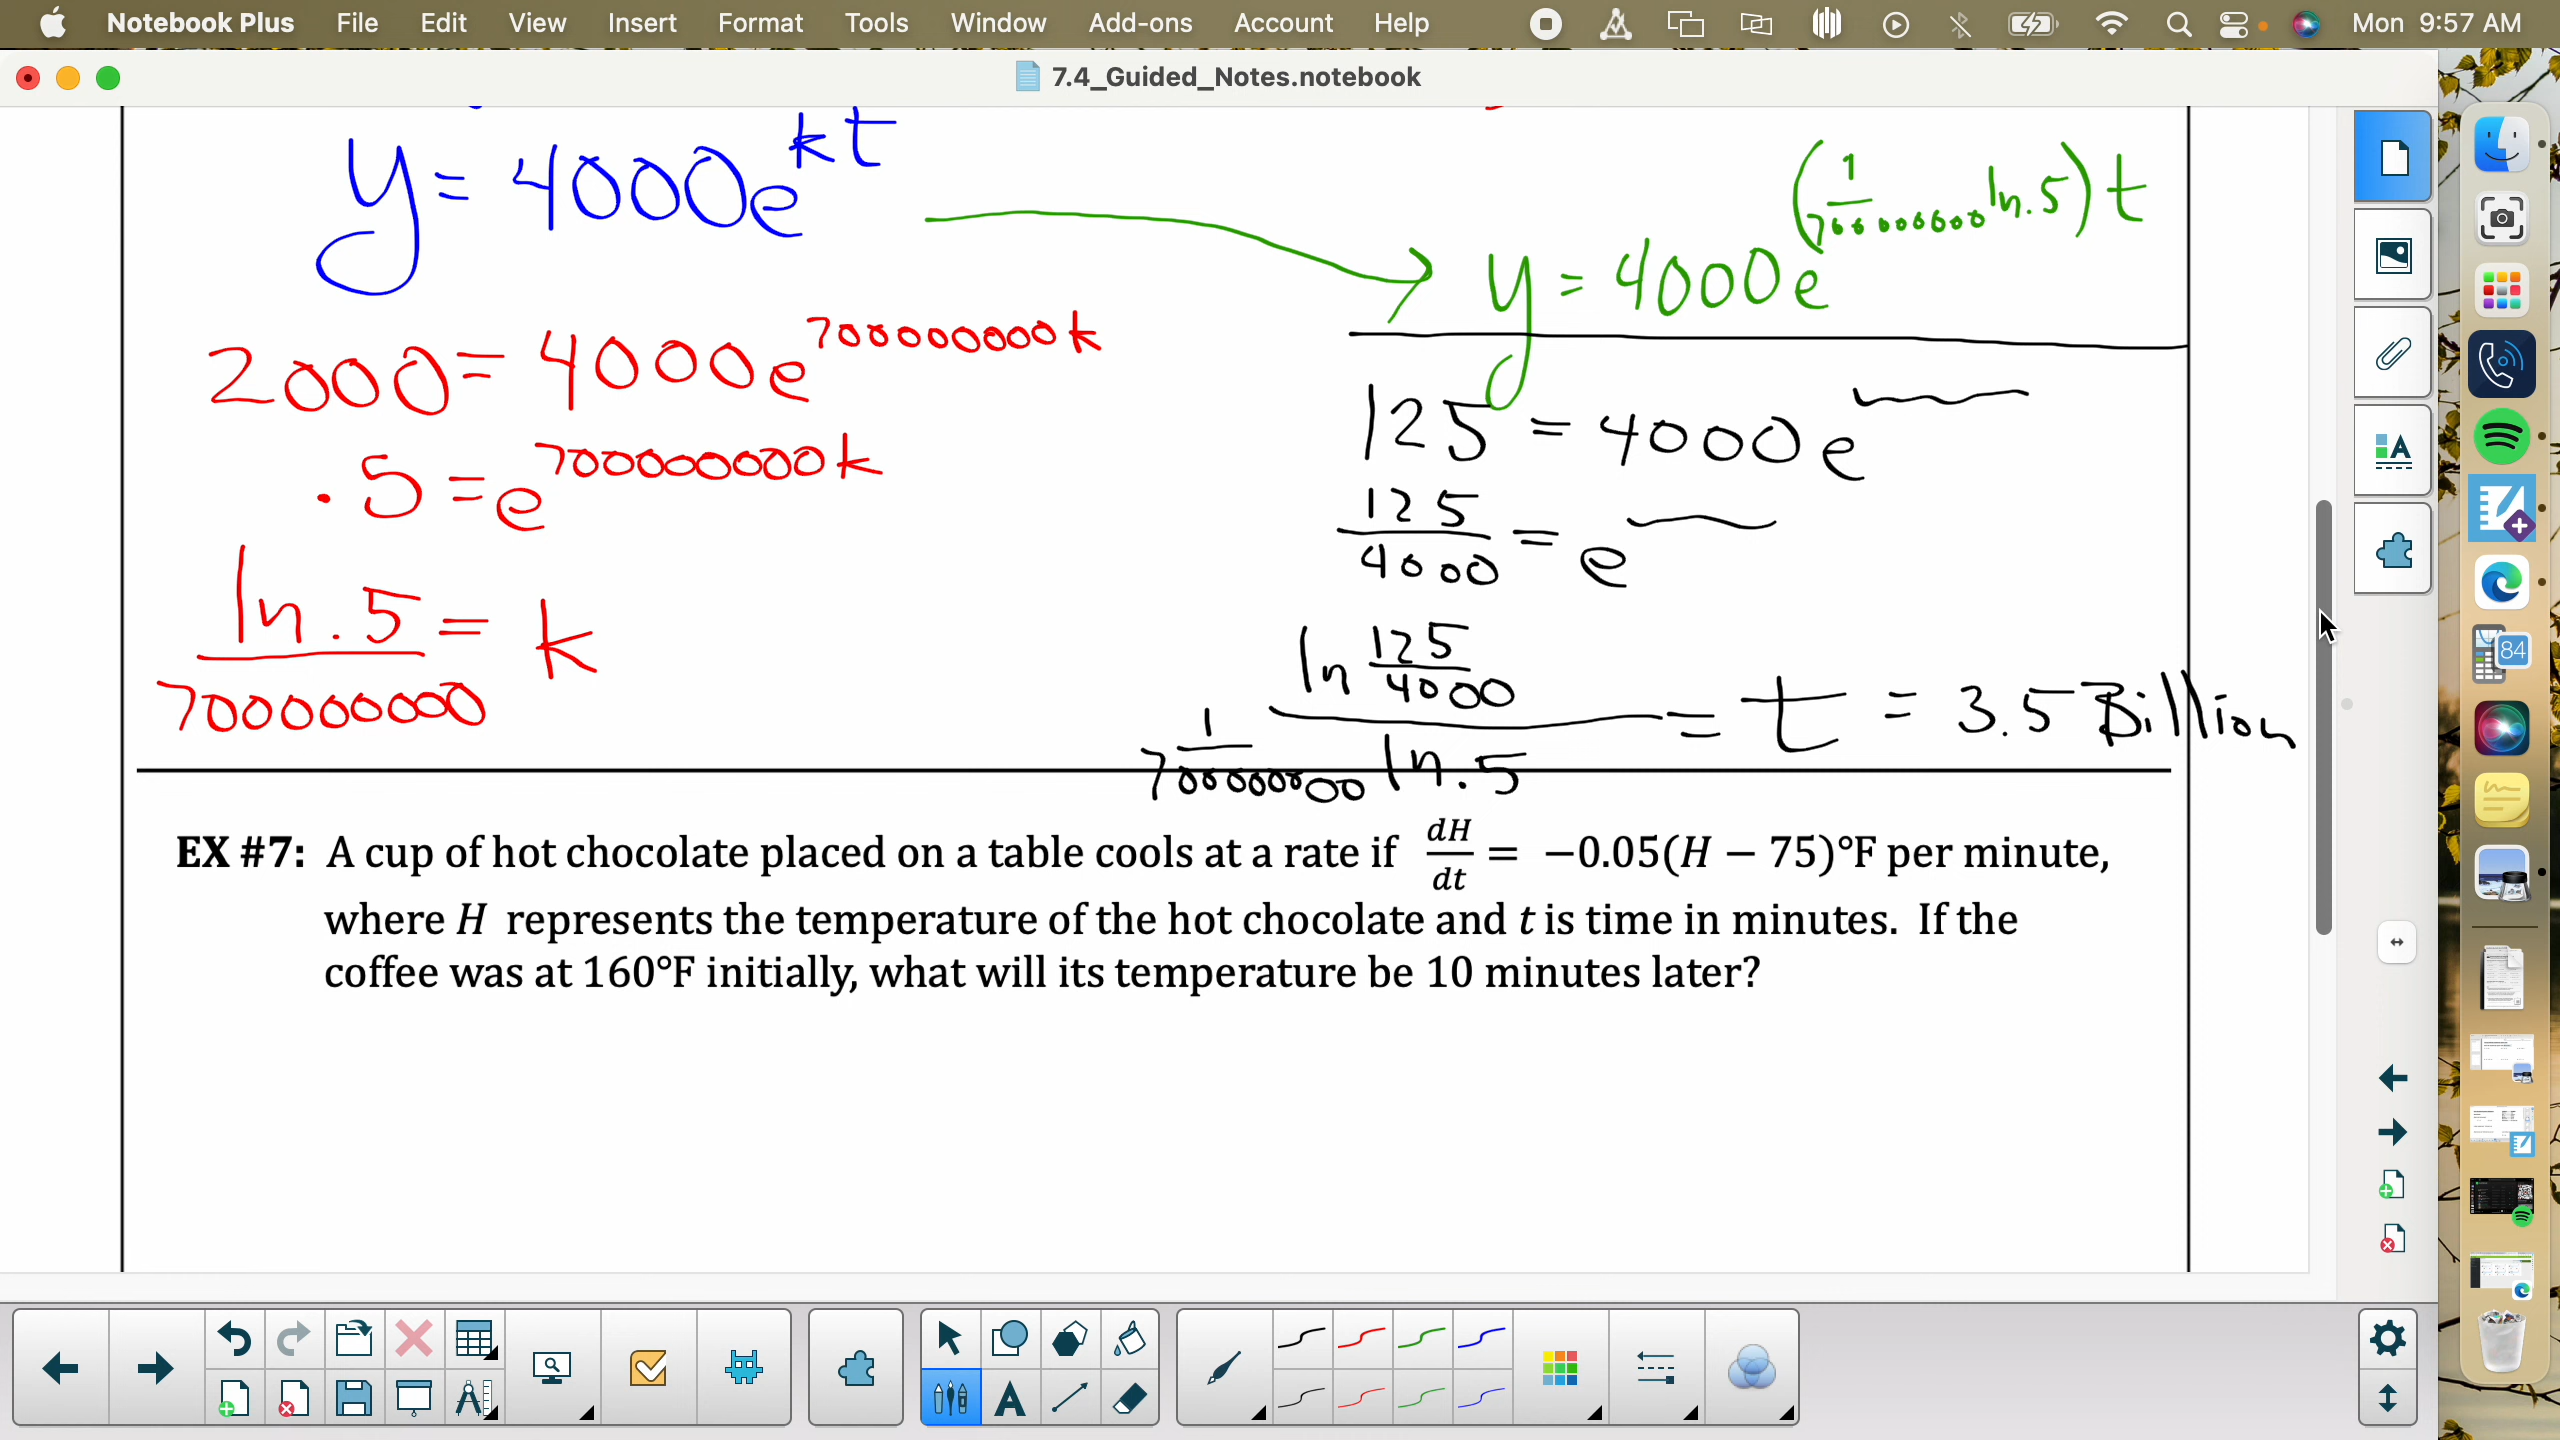 Notebook Plus File Edit View Insert Format Tools Window Add-ons Account Help Mon 9:57 AM
7.4_Guided_Notes.notebook
y = 4000e^kt
y = 4000e^(1/700000000 ln .5)t
2000 = 4000e^700000000k
.5 = e^700000000k
ln .5/700000000 = k
125 = 4000e
125/4000 = e
ln 125/4000 / 1/700000000 ln .5 = t = 3.5 Billion
EX #7: A cup of hot chocolate placed on a table cools at a rate if dH/dt = −0.05(H − 75)°F per minute,
where H represents the temperature of the hot chocolate and t is time in minutes. If the
coffee was at 160°F initially, what will its temperature be 10 minutes later?
A
84
A